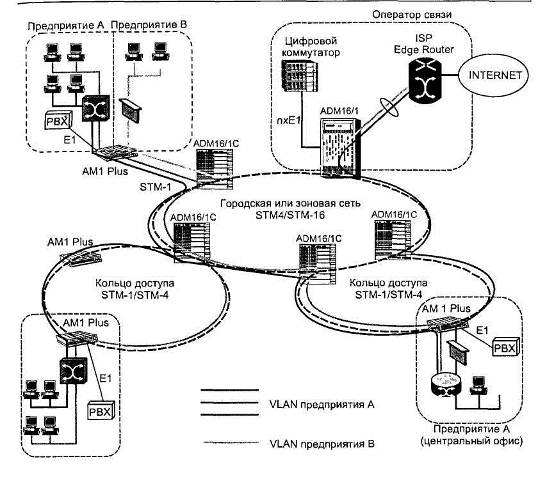 Предприятие А
Предприятие В
Оператор связи
Цифровой
коммутатор
ISP
Edge Router
INTERNET
nxE1
ADM16/1
PBX
E1
AM1 Plus
ADM16/1C
STM-1
Городская или зоновая сеть
STM4/STM-16
ADM16/1C
ADM16/1C
ADM16/1C
AM1 Plus
Кольцо доступа
STM-1/STM-4
Кольцо доступа
STM-1/STM-4
AM1 Plus
E1
PBX
AM 1 Plus
E1
PBX
VLAN предприятия А
VLAN предприятия В
Предприятие А
(центральный офис)